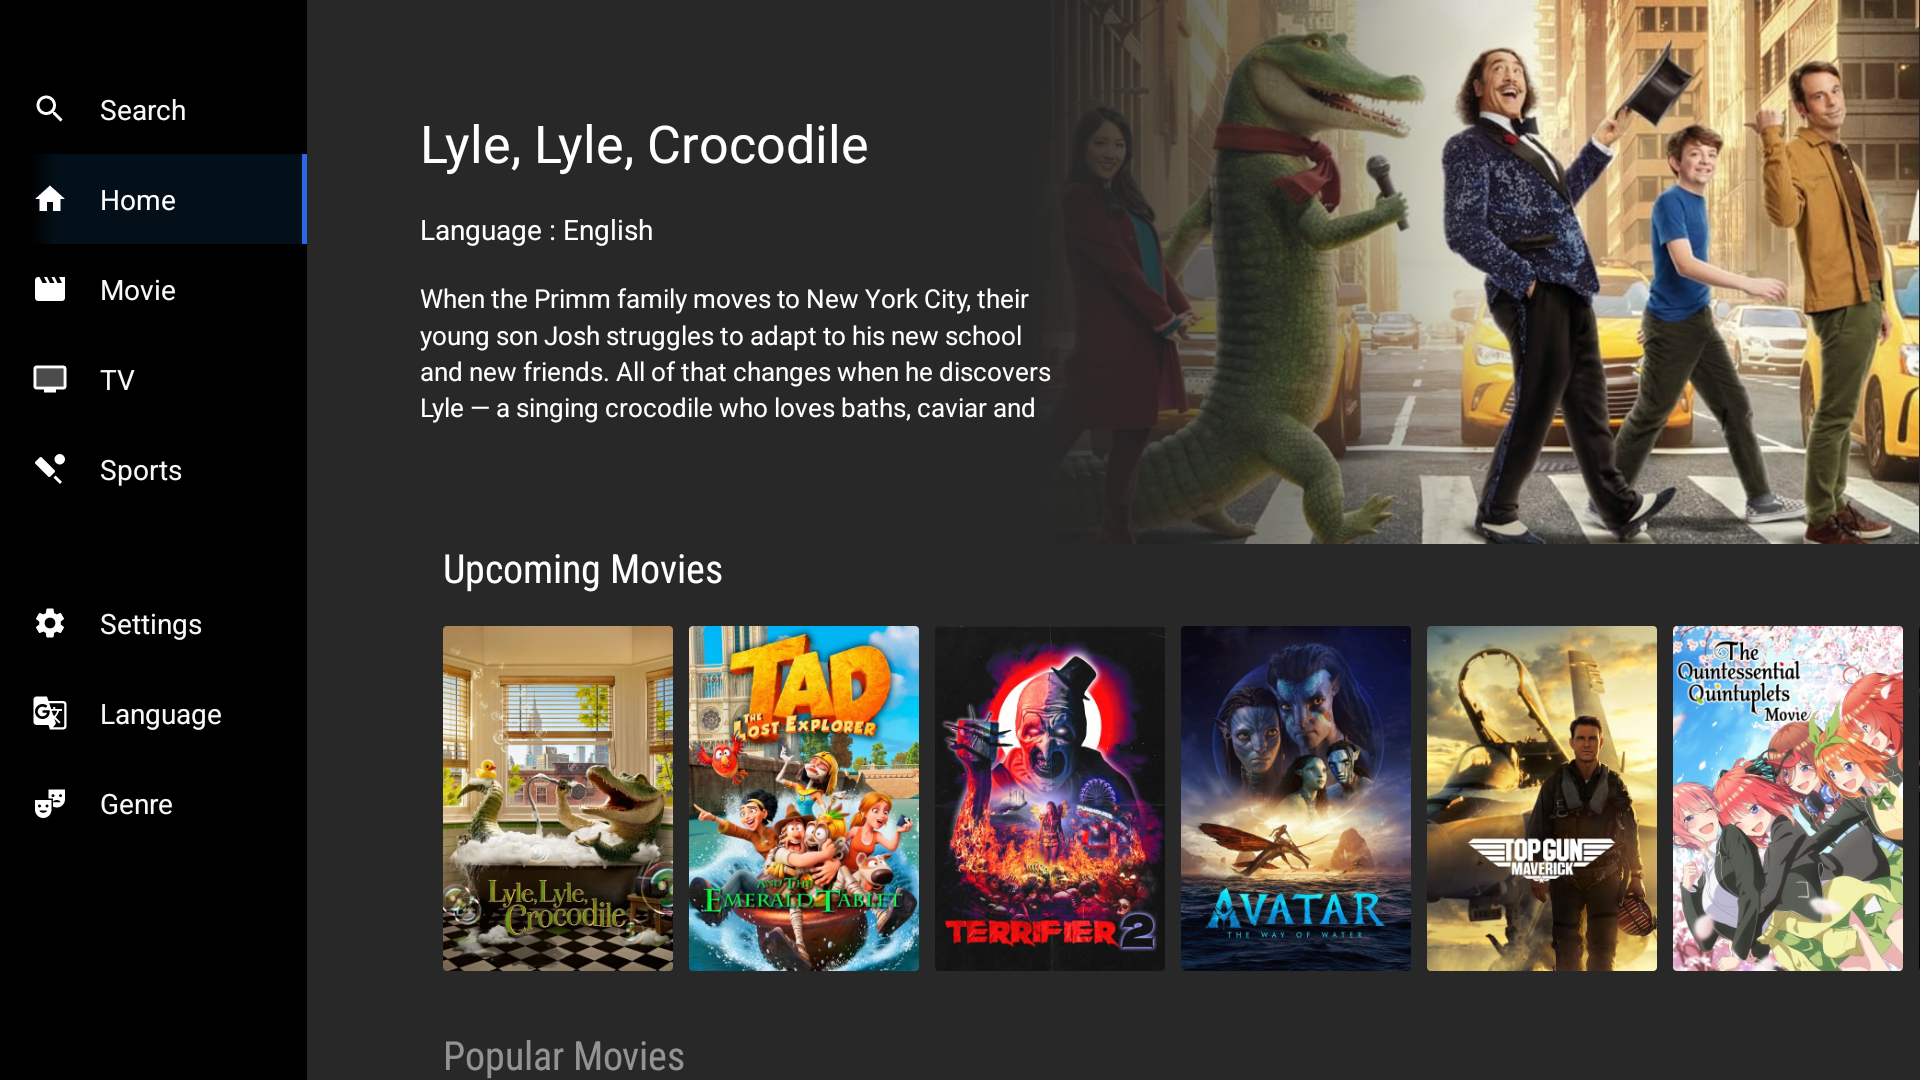 Search
Home
Movie
TV
Sports
Settings
Language
Genre
Lyle, Lyle, Crocodile
Language : English
When the Primm family moves to New York City, their
young son Josh struggles to adapt to his new school
and new friends. All of that changes when he discovers
Lyle — a singing crocodile who loves baths, caviar and
Upcoming Movies
Lyle, Lyle,
Crocodile
TAD
THE
LOST EXPLORER
AND THE
EMERALD TABLET
TERRIFIER 2
AVATAR
THE WAY OF WATER
TOP GUN
MAVERICK
The
Quintessential
Quintuplets
Movie
Popular Movies